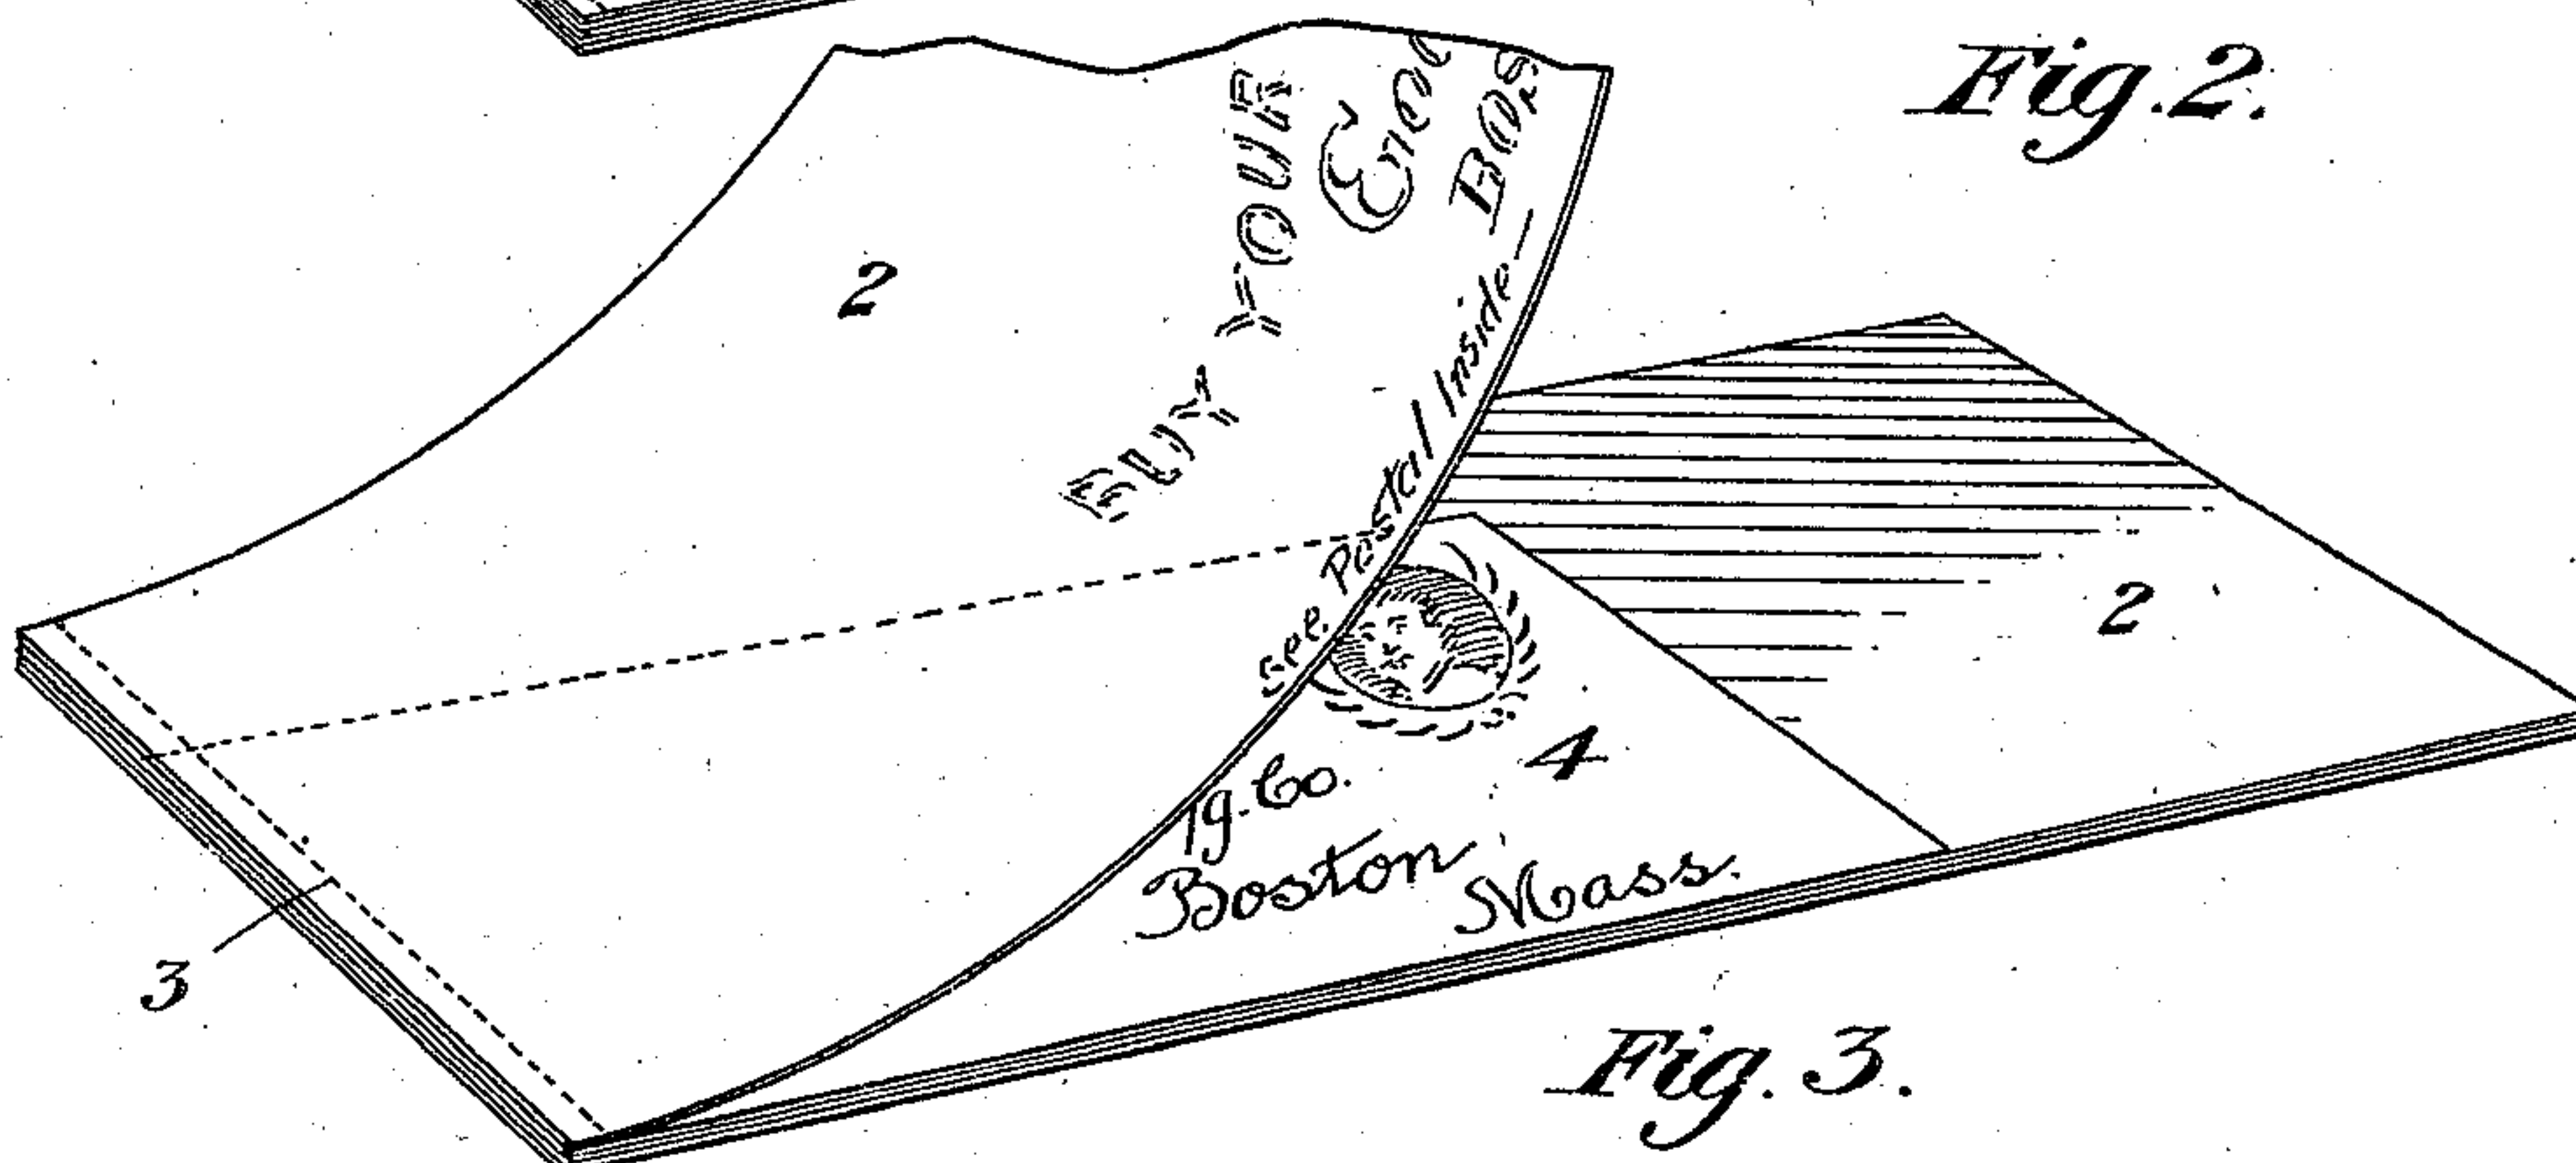 Fig. 2.
2
BUY YOUR
See Postal Inside
2
4
Co.
Boston
Mass.
3
Fig. 3.